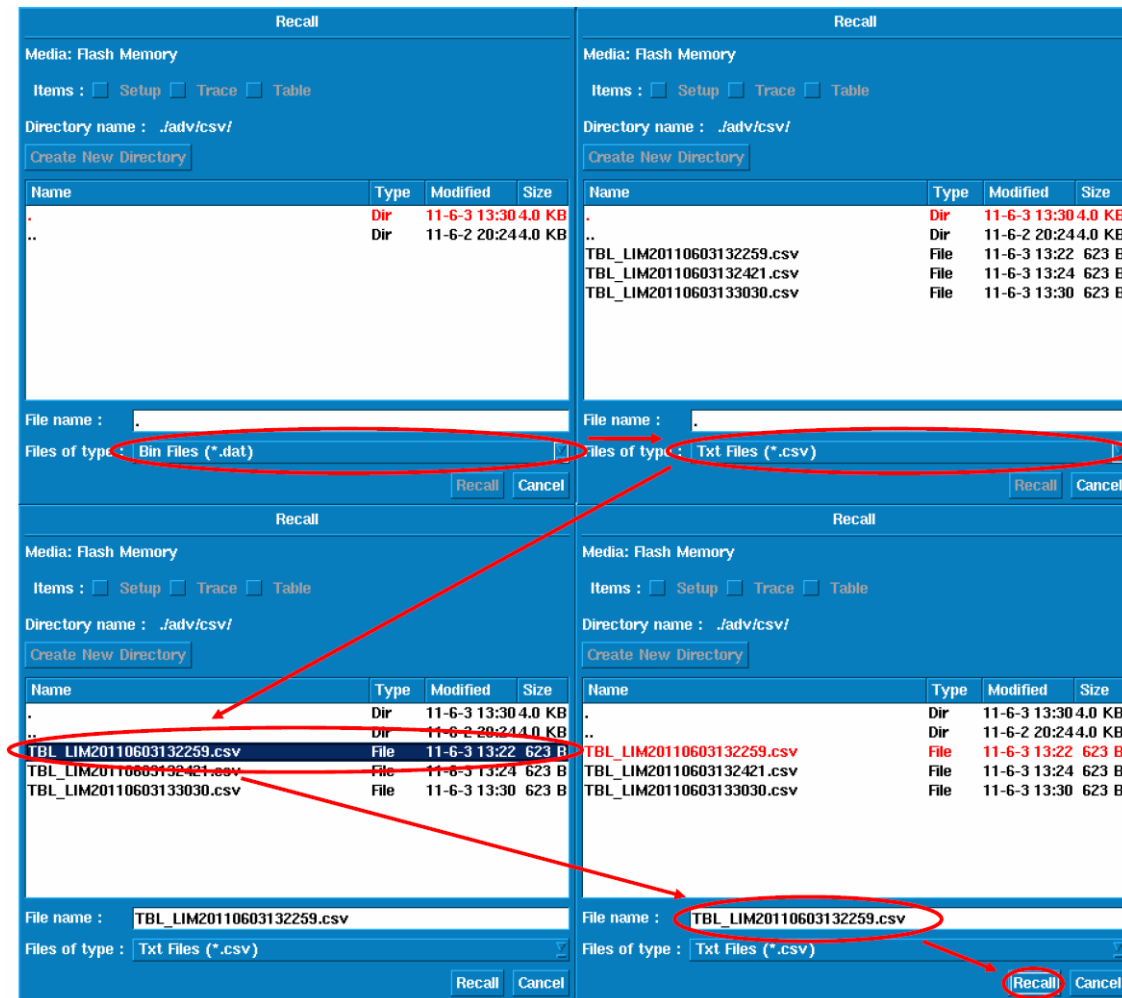 Recall
Media: Flash Memory
Items : Setup Trace Table
Directory name : ./adv/csv/
Create New Directory
Name Type Modified Size
. Dir 11-6-3 13:30 4.0 KB
.. Dir 11-6-2 20:24 4.0 KB
File name : .
Files of type : Bin Files (*.dat)
Recall Cancel
Recall
Media: Flash Memory
Items : Setup Trace Table
Directory name : ./adv/csv/
Create New Directory
Name Type Modified Size
. Dir 11-6-3 13:30 4.0 KB
.. Dir 11-6-2 20:24 4.0 KB
TBL_LIM20110603132259.csv File 11-6-3 13:22 623 B
TBL_LIM20110603132421.csv File 11-6-3 13:24 623 B
TBL_LIM20110603133030.csv File 11-6-3 13:30 623 B
File name : .
Files of type : Txt Files (*.csv)
Recall Cancel
Recall
Media: Flash Memory
Items : Setup Trace Table
Directory name : ./adv/csv/
Create New Directory
Name Type Modified Size
. Dir 11-6-3 13:30 4.0 KB
.. Dir 11-6-2 20:24 4.0 KB
TBL_LIM20110603132259.csv File 11-6-3 13:22 623 B
TBL_LIM20110603132421.csv File 11-6-3 13:24 623 B
TBL_LIM20110603133030.csv File 11-6-3 13:30 623 B
File name : TBL_LIM20110603132259.csv
Files of type : Txt Files (*.csv)
Recall Cancel
Recall
Media: Flash Memory
Items : Setup Trace Table
Directory name : ./adv/csv/
Create New Directory
Name Type Modified Size
. Dir 11-6-3 13:30 4.0 KB
.. Dir 11-6-2 20:24 4.0 KB
TBL_LIM20110603132259.csv File 11-6-3 13:22 623 B
TBL_LIM20110603132421.csv File 11-6-3 13:24 623 B
TBL_LIM20110603133030.csv File 11-6-3 13:30 623 B
File name : TBL_LIM20110603132259.csv
Files of type : Txt Files (*.csv)
Recall Cancel